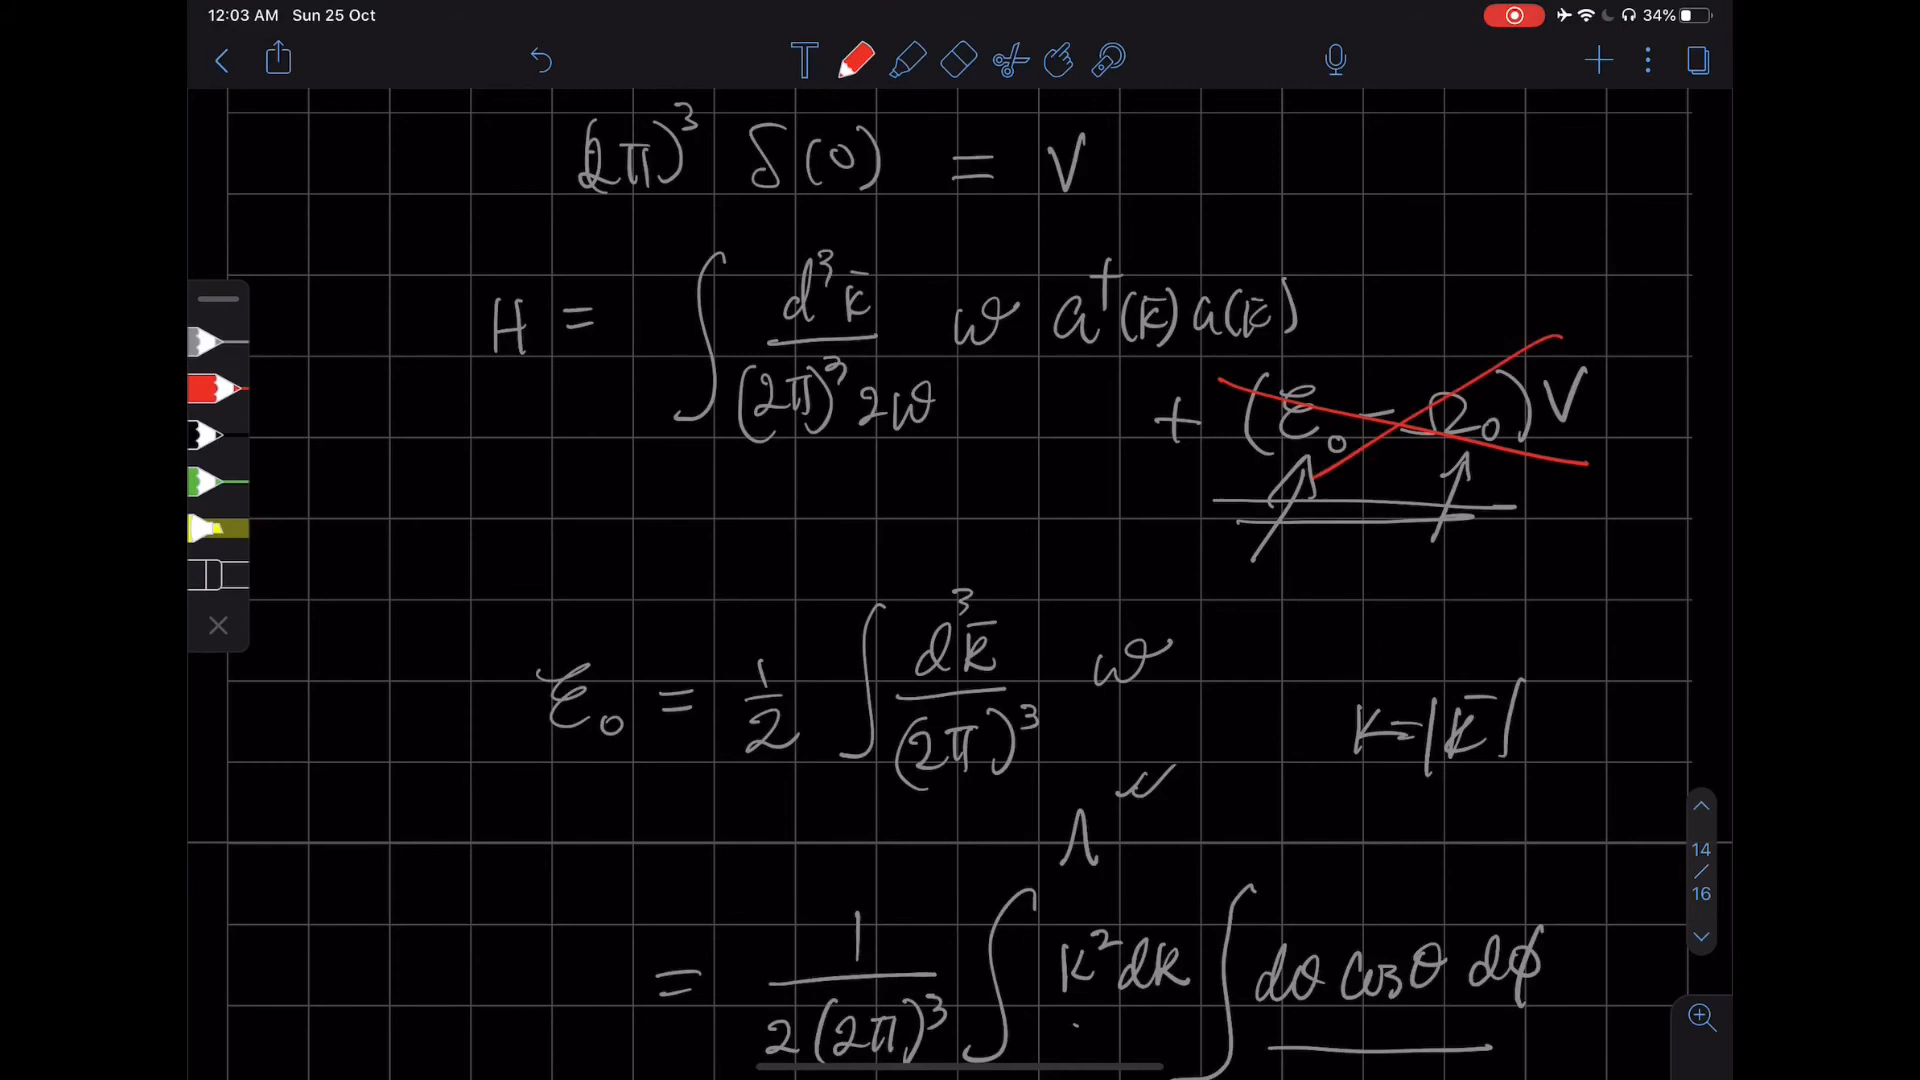 12:03 AM Sun 25 Oct 34%
(2π)³ δ(0) = V
H = ∫ d³k̄ / (2π)³ 2ω ω a†(k̄) a(k̄)
+ (ℰ₀ - Ω₀) V
ℰ₀ = 1/2 ∫ d³k̄ / (2π)³ ω k = |k̄|
Λ
= 1 / 2(2π)³ ∫ k² dk ∫ dθ cosθ dφ
14 / 16